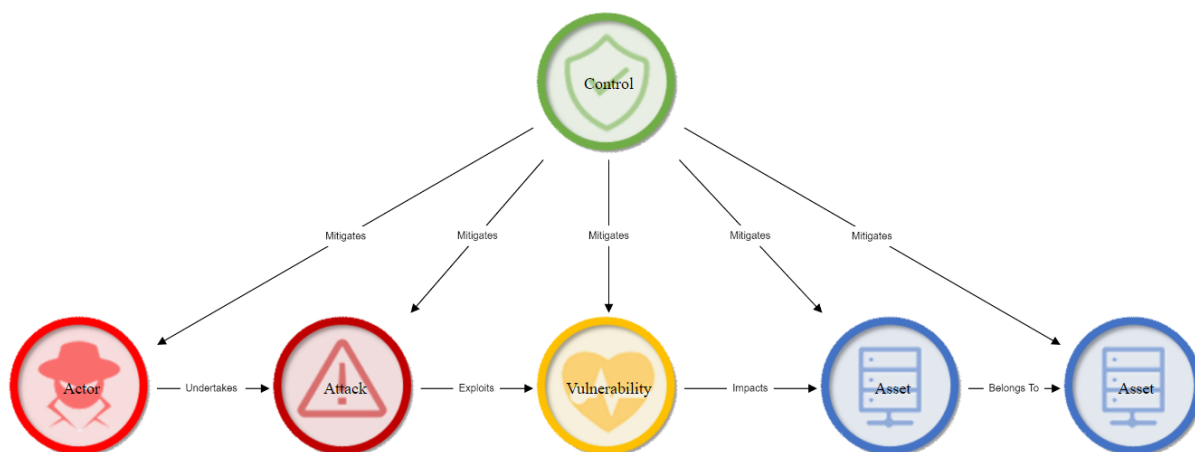 Control
Mitigates
Mitigates
Mitigates
Mitigates
Mitigates
Actor
Undertakes
Attack
Exploits
Vulnerability
Impacts
Asset
Belongs To
Asset